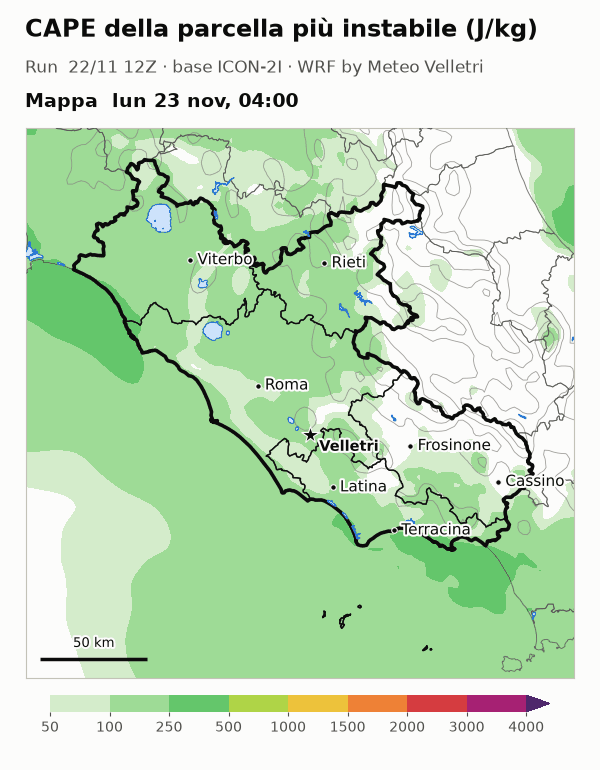 CAPE della parcella più instabile (J/kg)
Run 22/11 12Z · base ICON-2I · WRF by Meteo Velletri
Mappa lun 23 nov, 04:00
Viterbo
Rieti
Roma
Velletri
Frosinone
Cassino
Latina
Terracina
50 km
50 100 250 500 1000 1500 2000 3000 4000